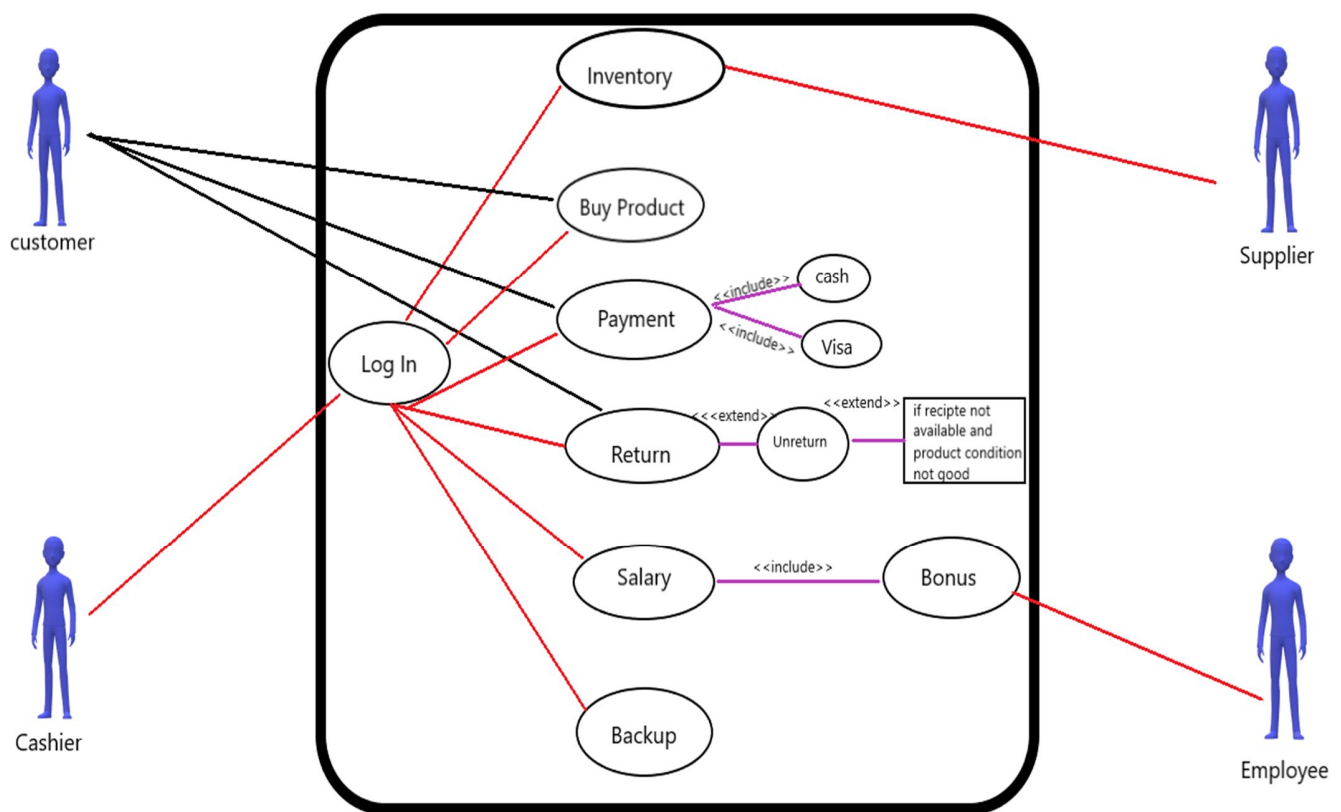 Inventory
customer
Buy Product
Supplier
<<include>>
cash
Payment
<<include>>
Visa
Log In
<<extend>>
<<<extend>>
if recipte not
available and
product condition
not good
Unreturn
Return
<<include>>
Salary
Bonus
Backup
Cashier
Employee